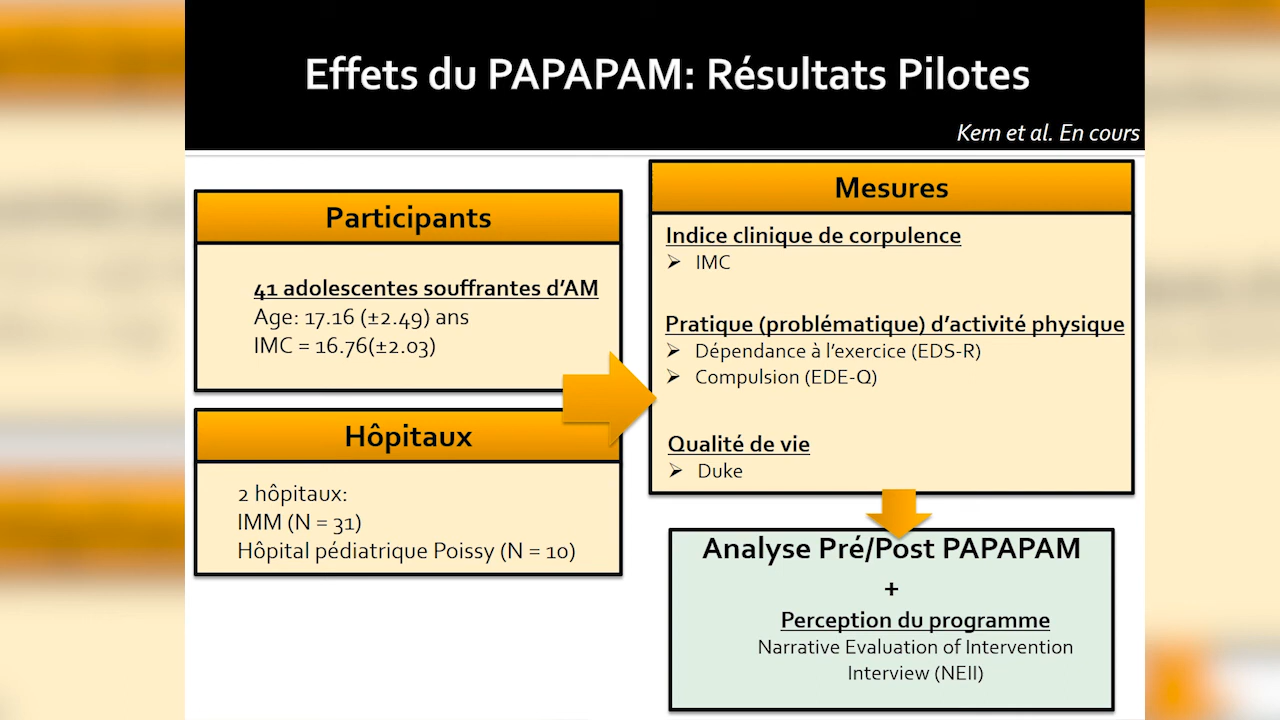 Effets du PAPAPAM: Résultats Pilotes
Kern et al. En cours
Participants
41 adolescentes souffrantes d'AM
Age: 17.16 (±2.49) ans
IMC = 16.76(±2.03)
Hôpitaux
2 hôpitaux:
IMM (N = 31)
Hôpital pédiatrique Poissy (N = 10)
Mesures
Indice clinique de corpulence
➢ IMC
Pratique (problématique) d'activité physique
➢ Dépendance à l'exercice (EDS-R)
➢ Compulsion (EDE-Q)
Qualité de vie
➢ Duke
Analyse Pré/Post PAPAPAM
+
Perception du programme
Narrative Evaluation of Intervention
Interview (NEII)